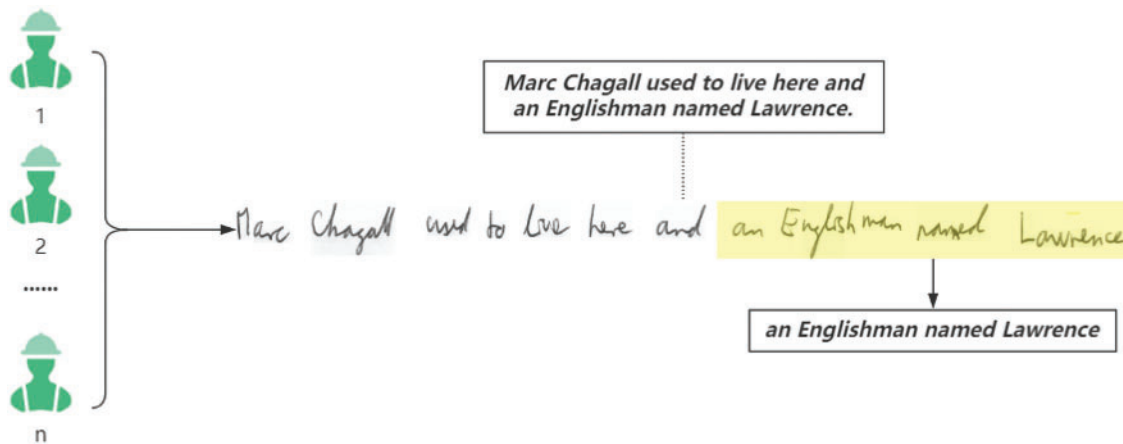 1
2
......
n
Marc Chagall used to live here and
an Englishman named Lawrence.
Marc Chagall used to live here and an Englishman named Lawrence
an Englishman named Lawrence